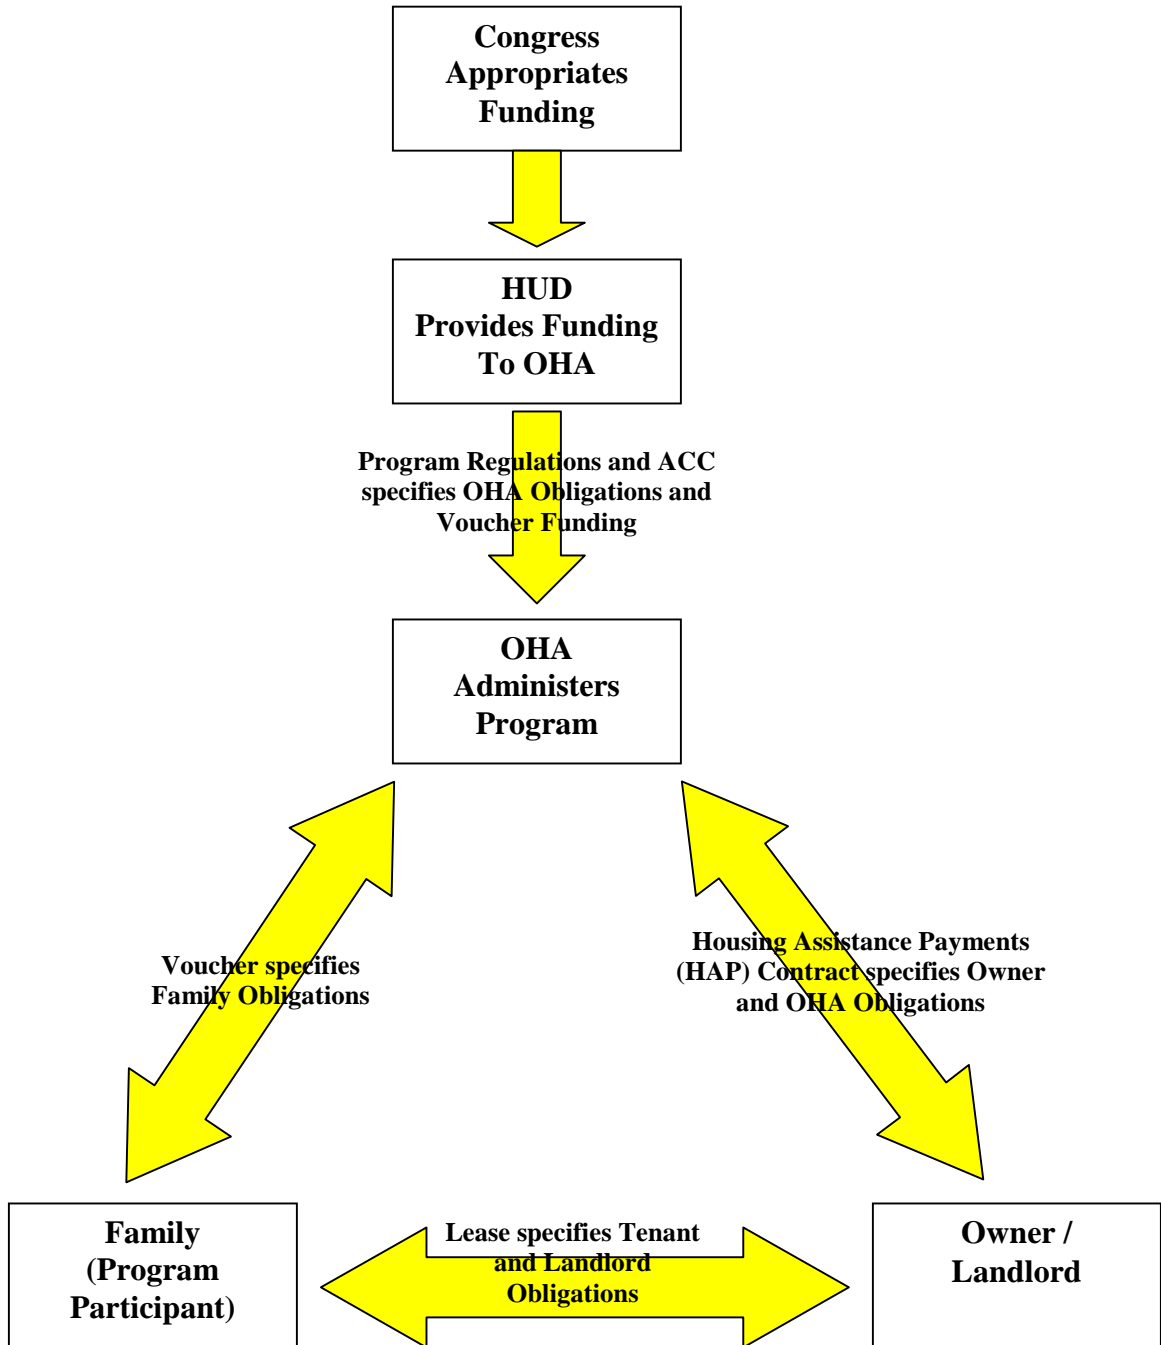 Congress
Appropriates
Funding
HUD
Provides Funding
To OHA
Program Regulations and ACC
specifies OHA Obligations and
Voucher Funding
OHA
Administers
Program
Voucher specifies
Family Obligations
Housing Assistance Payments
(HAP) Contract specifies Owner
and OHA Obligations
Family
(Program
Participant)
Lease specifies Tenant
and Landlord
Obligations
Owner /
Landlord